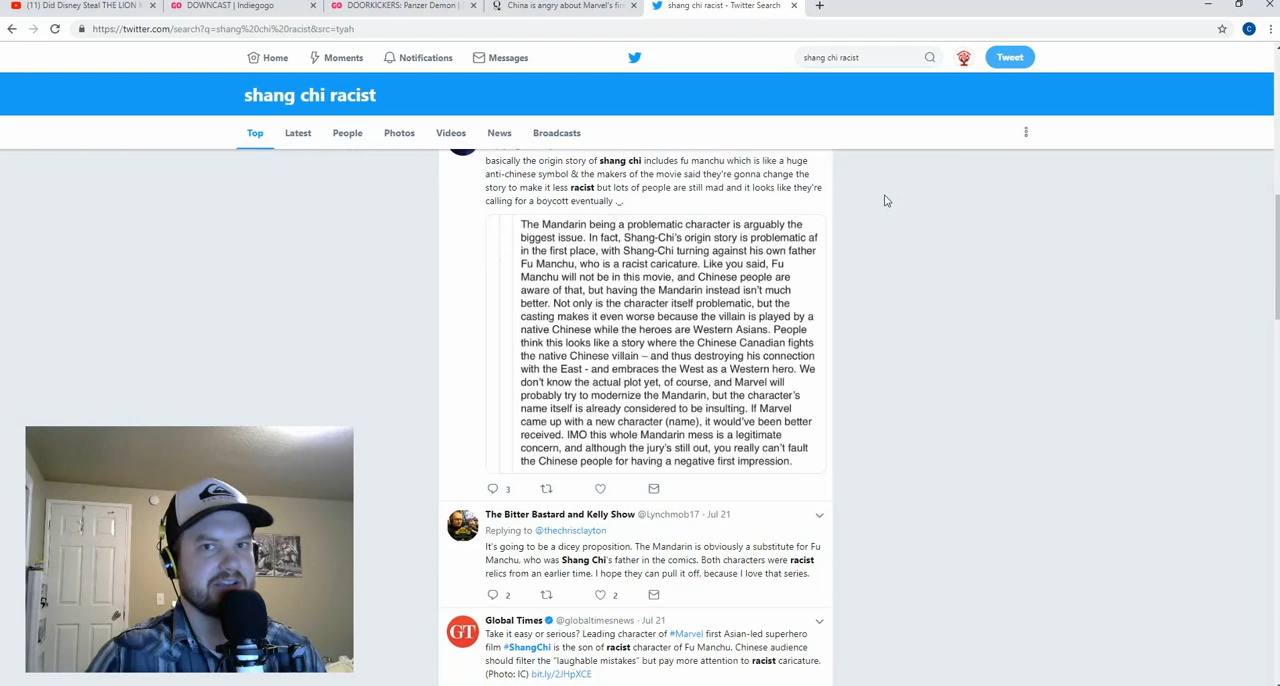 (11) Did Disney Steal THE LION
DOWNCAST | Indiegogo
DOORKICKERS: Panzer Demon |
China is angry about Marvel's fi
shang chi racist - Twitter Search
https://twitter.com/search?q=shang%20chi%20racist&src=tyah
Home
Moments
Notifications
Messages
shang chi racist
Tweet
shang chi racist
Top
Latest
People
Photos
Videos
News
Broadcasts
basically the origin story of shang chi includes fu manchu which is like a huge
anti-chinese symbol & the makers of the movie said they're gonna change the
story to make it less racist but lots of people are still mad and it looks like they're
calling for a boycott eventually ._.
The Mandarin being a problematic character is arguably the
biggest issue. In fact, Shang-Chi's origin story is problematic af
in the first place, with Shang-Chi turning against his own father
Fu Manchu, who is a racist caricature. Like you said, Fu
Manchu will not be in this movie, and Chinese people are
aware of that, but having the Mandarin instead isn't much
better. Not only is the character itself problematic, but the
casting makes it even worse because the villain is played by a
native Chinese while the heroes are Western Asians. People
think this looks like a story where the Chinese Canadian fights
the native Chinese villain – and thus destroying his connection
with the East - and embraces the West as a Western hero. We
don't know the actual plot yet, of course, and Marvel will
probably try to modernize the Mandarin, but the character's
name itself is already considered to be insulting. If Marvel
came up with a new character (name), it would've been better
received. IMO this whole Mandarin mess is a legitimate
concern, and although the jury's still out, you really can't fault
the Chinese people for having a negative first impression.
3
The Bitter Bastard and Kelly Show @Lynchmob17 · Jul 21
Replying to @thechrisclayton
It's going to be a dicey proposition. The Mandarin is obviously a substitute for Fu
Manchu, who was Shang Chi's father in the comics. Both characters were racist
relics from an earlier time. I hope they can pull it off, because I love that series.
2
2
GT
Global Times @globaltimesnews · Jul 21
Take it easy or serious? Leading character of #Marvel first Asian-led superhero
film #ShangChi is the son of racist character of Fu Manchu. Chinese audience
should filter the "laughable mistakes" but pay more attention to racist caricature.
(Photo: IC) bit.ly/2JHpXCE